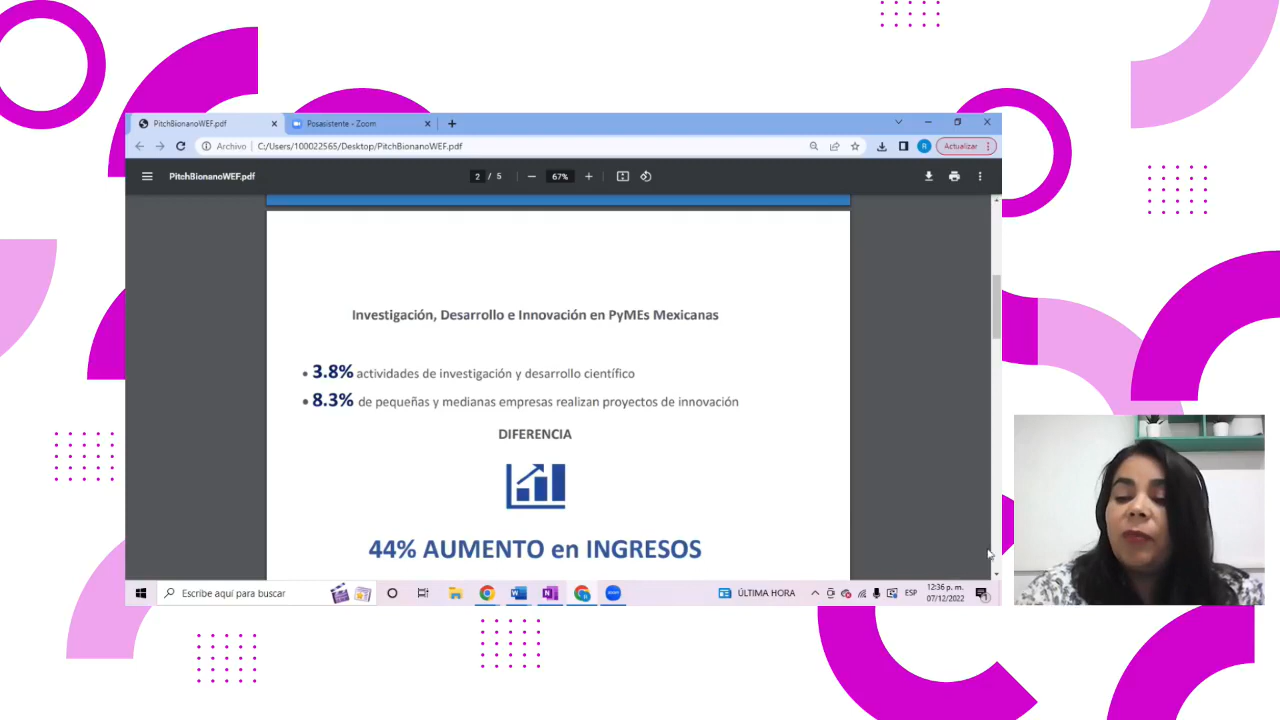 PitchBionanoWEF.pdf
Posasistente - Zoom
Archivo
C:/Users/100022565/Desktop/PitchBionanoWEF.pdf
R
Actualizar
PitchBionanoWEF.pdf
2 / 5
67%
Investigación, Desarrollo e Innovación en PyMEs Mexicanas
• 3.8% actividades de investigación y desarrollo científico
• 8.3% de pequeñas y medianas empresas realizan proyectos de innovación
DIFERENCIA
44% AUMENTO en INGRESOS
Escribe aquí para buscar
ÚLTIMA HORA
ESP
12:36 p. m.
07/12/2022